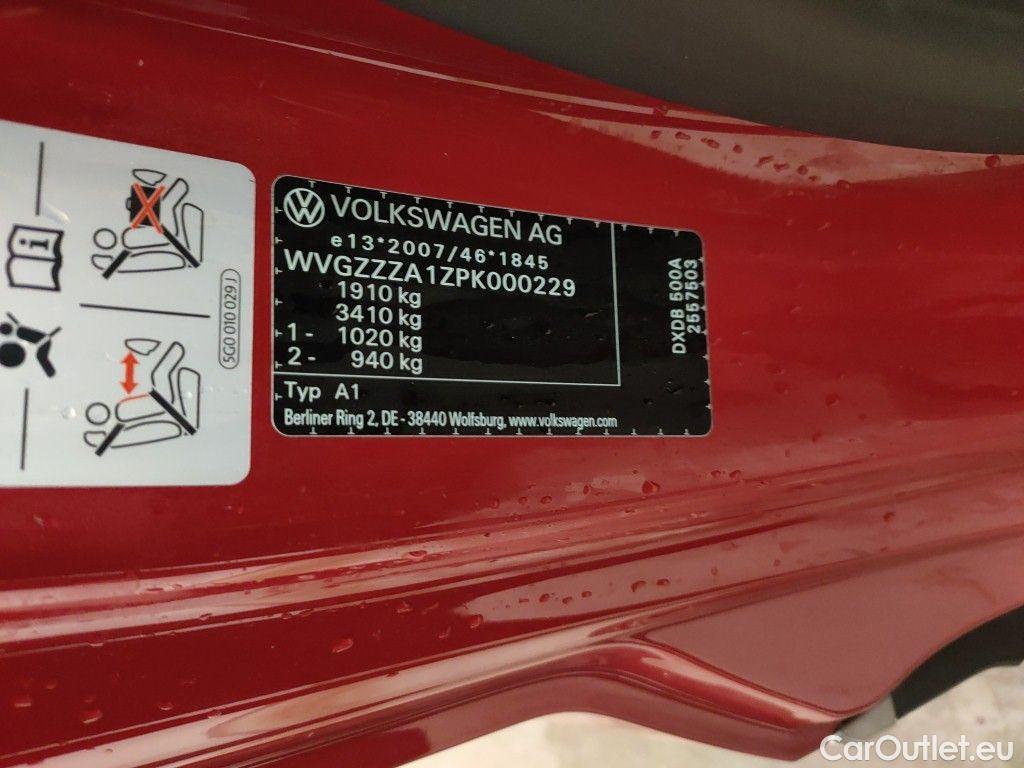 VOLKSWAGEN AG
e13*2007/46*1845
WVGZZZA1ZPK000229
1910 kg
3410 kg
1- 1020 kg
2- 940 kg
Typ A1
Berliner Ring 2, DE-38440 Wolfsburg, www.volkswagen.com
DXDB 500A
2557503
5G0 010 029 J
CarOutlet.eu